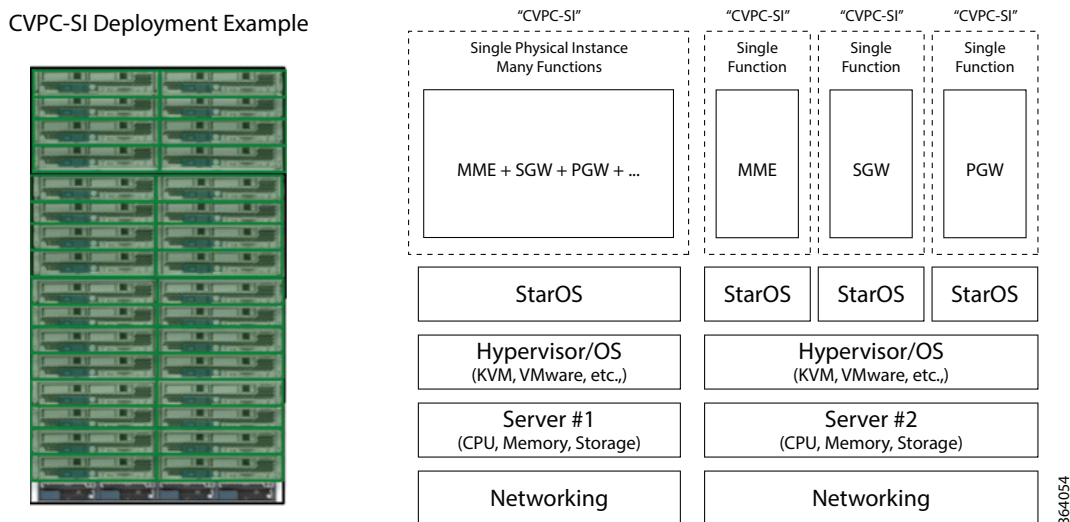 CVPC-SI Deployment Example
“CVPC-SI”
Single Physical Instance
Many Functions
MME + SGW + PGW + ...
StarOS
Hypervisor/OS
(KVM, VMware, etc.,)
Server #1
(CPU, Memory, Storage)
Networking
“CVPC-SI”
Single
Function
MME
StarOS
“CVPC-SI”
Single
Function
SGW
StarOS
“CVPC-SI”
Single
Function
PGW
StarOS
Hypervisor/OS
(KVM, VMware, etc.,)
Server #2
(CPU, Memory, Storage)
Networking
364054